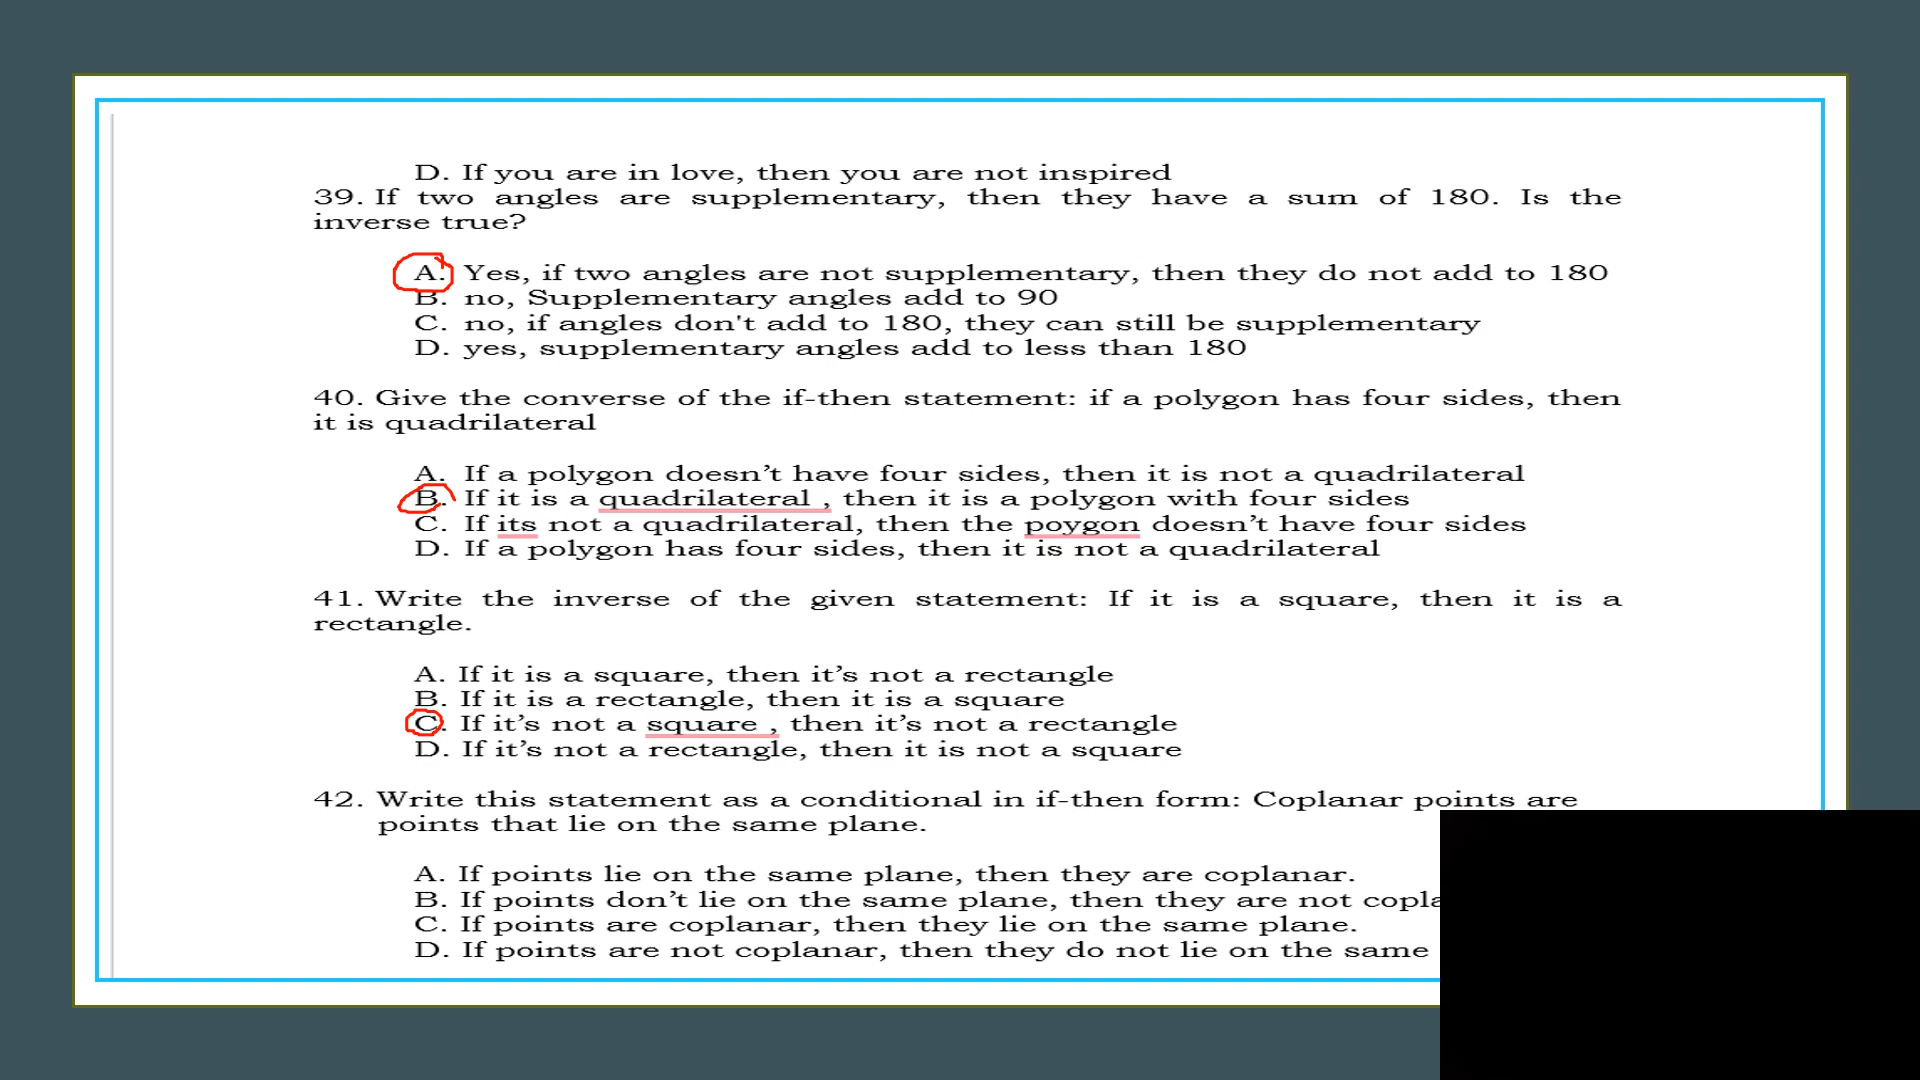 D. If you are in love, then you are not inspired
39. If two angles are supplementary, then they have a sum of 180. Is the
inverse true?
A. Yes, if two angles are not supplementary, then they do not add to 180
B. no, Supplementary angles add to 90
C. no, if angles don't add to 180, they can still be supplementary
D. yes, supplementary angles add to less than 180
40. Give the converse of the if-then statement: if a polygon has four sides, then
it is quadrilateral
A. If a polygon doesn’t have four sides, then it is not a quadrilateral
B. If it is a quadrilateral , then it is a polygon with four sides
C. If its not a quadrilateral, then the poygon doesn’t have four sides
D. If a polygon has four sides, then it is not a quadrilateral
41. Write the inverse of the given statement: If it is a square, then it is a
rectangle.
A. If it is a square, then it’s not a rectangle
B. If it is a rectangle, then it is a square
C. If it’s not a square , then it’s not a rectangle
D. If it’s not a rectangle, then it is not a square
42. Write this statement as a conditional in if-then form: Coplanar points are
points that lie on the same plane.
A. If points lie on the same plane, then they are coplanar.
B. If points don’t lie on the same plane, then they are not
C. If points are coplanar, then they lie on the same plane.
D. If points are not coplanar, then they do not lie on the same